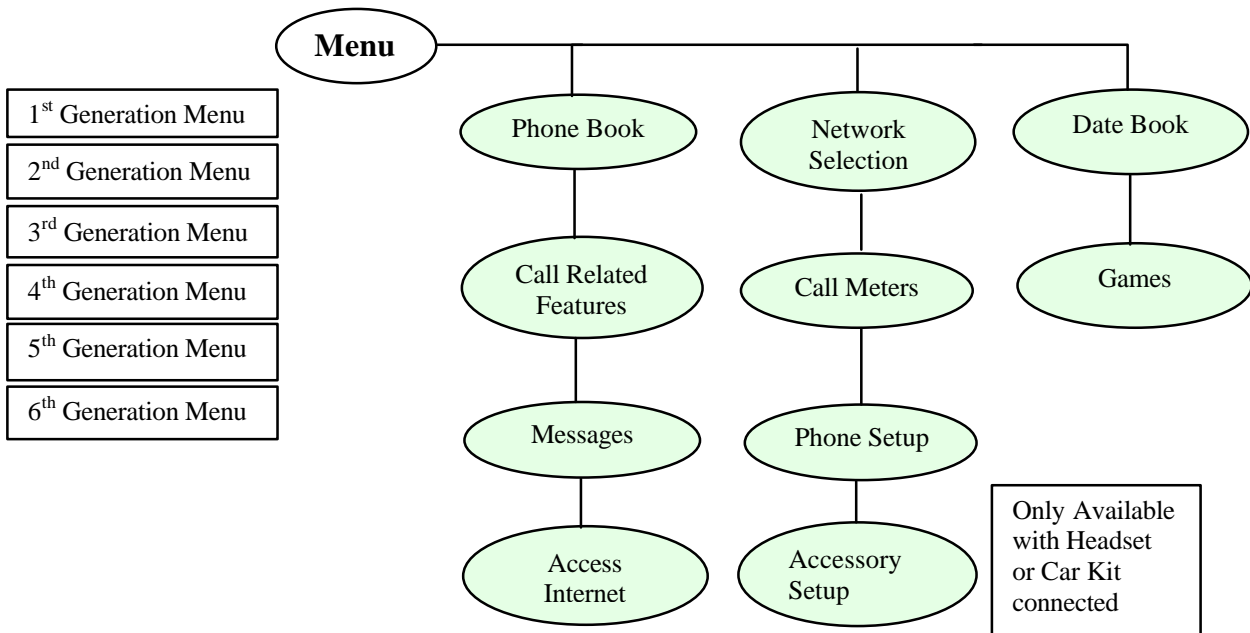 Menu
1st Generation Menu
2nd Generation Menu
3rd Generation Menu
4th Generation Menu
5th Generation Menu
6th Generation Menu
Phone Book
Network
Selection
Date Book
Call Related
Features
Call Meters
Games
Messages
Phone Setup
Access
Internet
Accessory
Setup
Only Available
with Headset
or Car Kit
connected